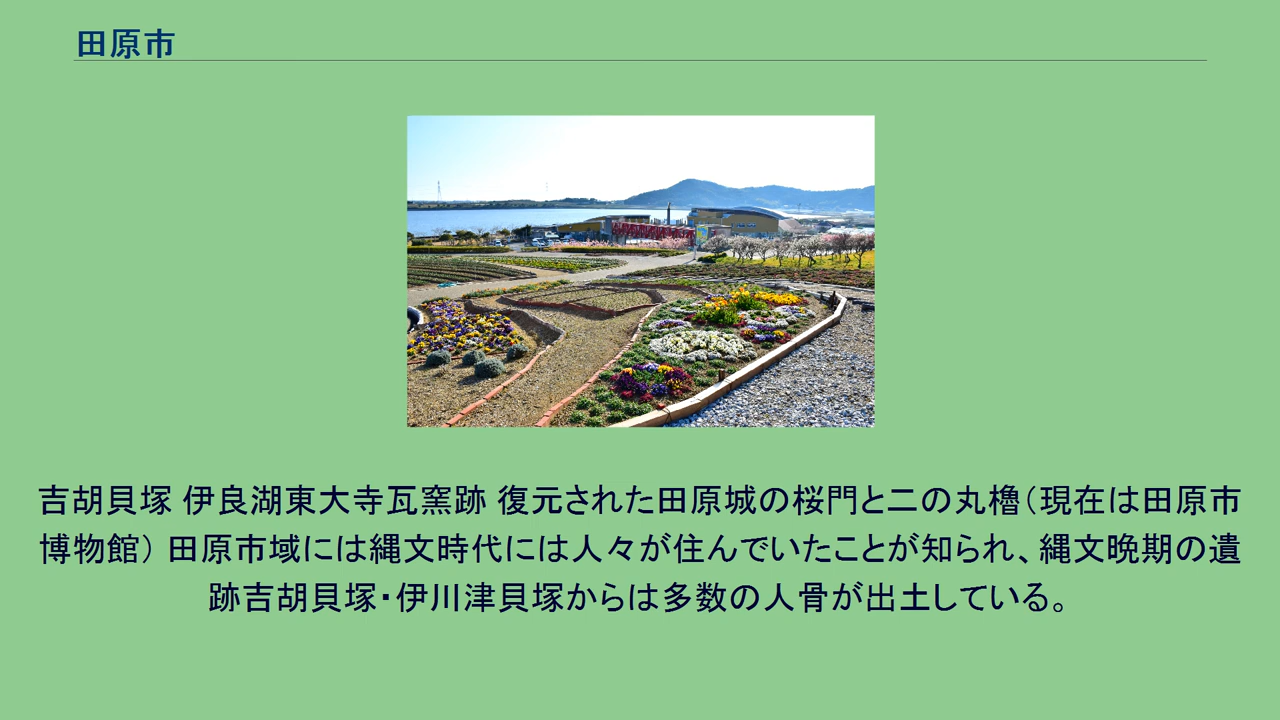 田原市
吉胡貝塚 伊良湖東大寺瓦窯跡 復元された田原城の桜門と二の丸櫓（現在は田原市
博物館） 田原市域には縄文時代には人々が住んでいたことが知られ、縄文晩期の遺
跡吉胡貝塚・伊川津貝塚からは多数の人骨が出土している。